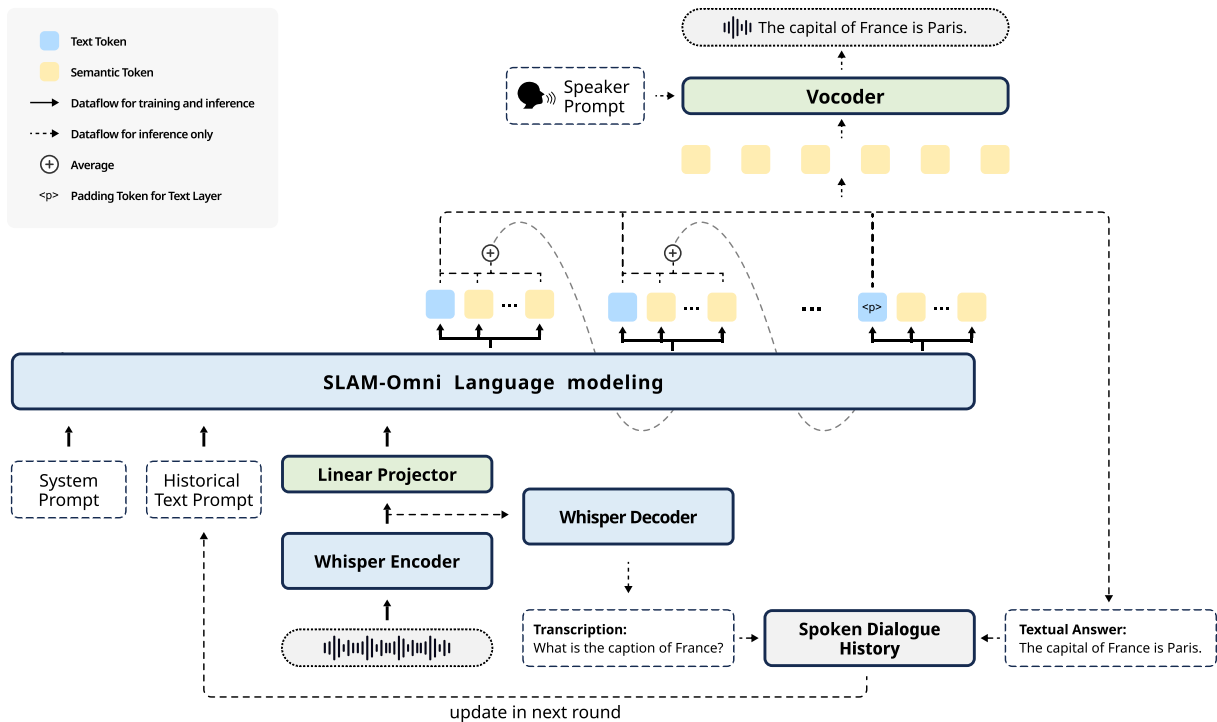 Text Token
Semantic Token
Dataflow for training and inference
Dataflow for inference only
Average
<p> Padding Token for Text Layer
The capital of France is Paris.
Speaker
Prompt
Vocoder
...
...
...
<p>
...
SLAM-Omni Language modeling
System
Prompt
Historical
Text Prompt
Linear Projector
Whisper Encoder
Whisper Decoder
Transcription:
What is the caption of France?
Spoken Dialogue
History
Textual Answer:
The capital of France is Paris.
update in next round